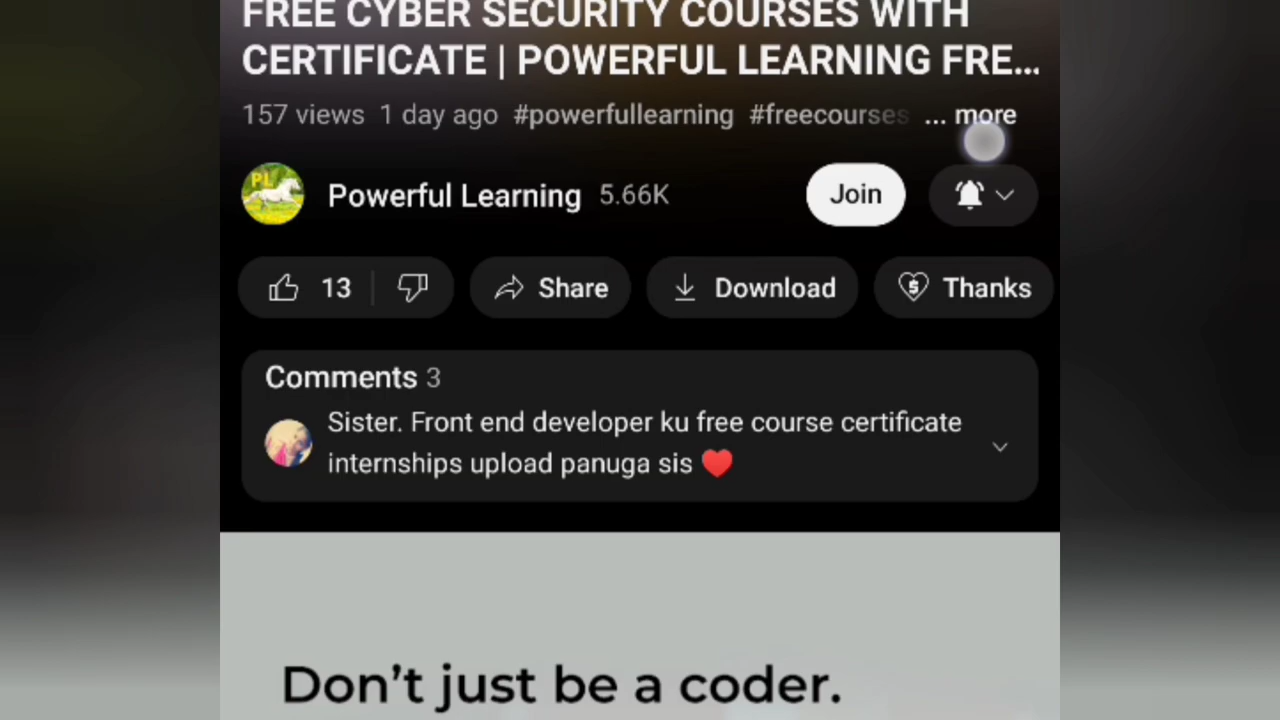 FREE CYBER SECURITY COURSES WITH
CERTIFICATE | POWERFUL LEARNING FRE...
157 views 1 day ago #powerfullearning #freecourses ... more
PL
Powerful Learning 5.66K
Join
13
Share
Download
Thanks
Comments 3
Sister. Front end developer ku free course certificate
internships upload panuga sis ❤️
Don't just be a coder.